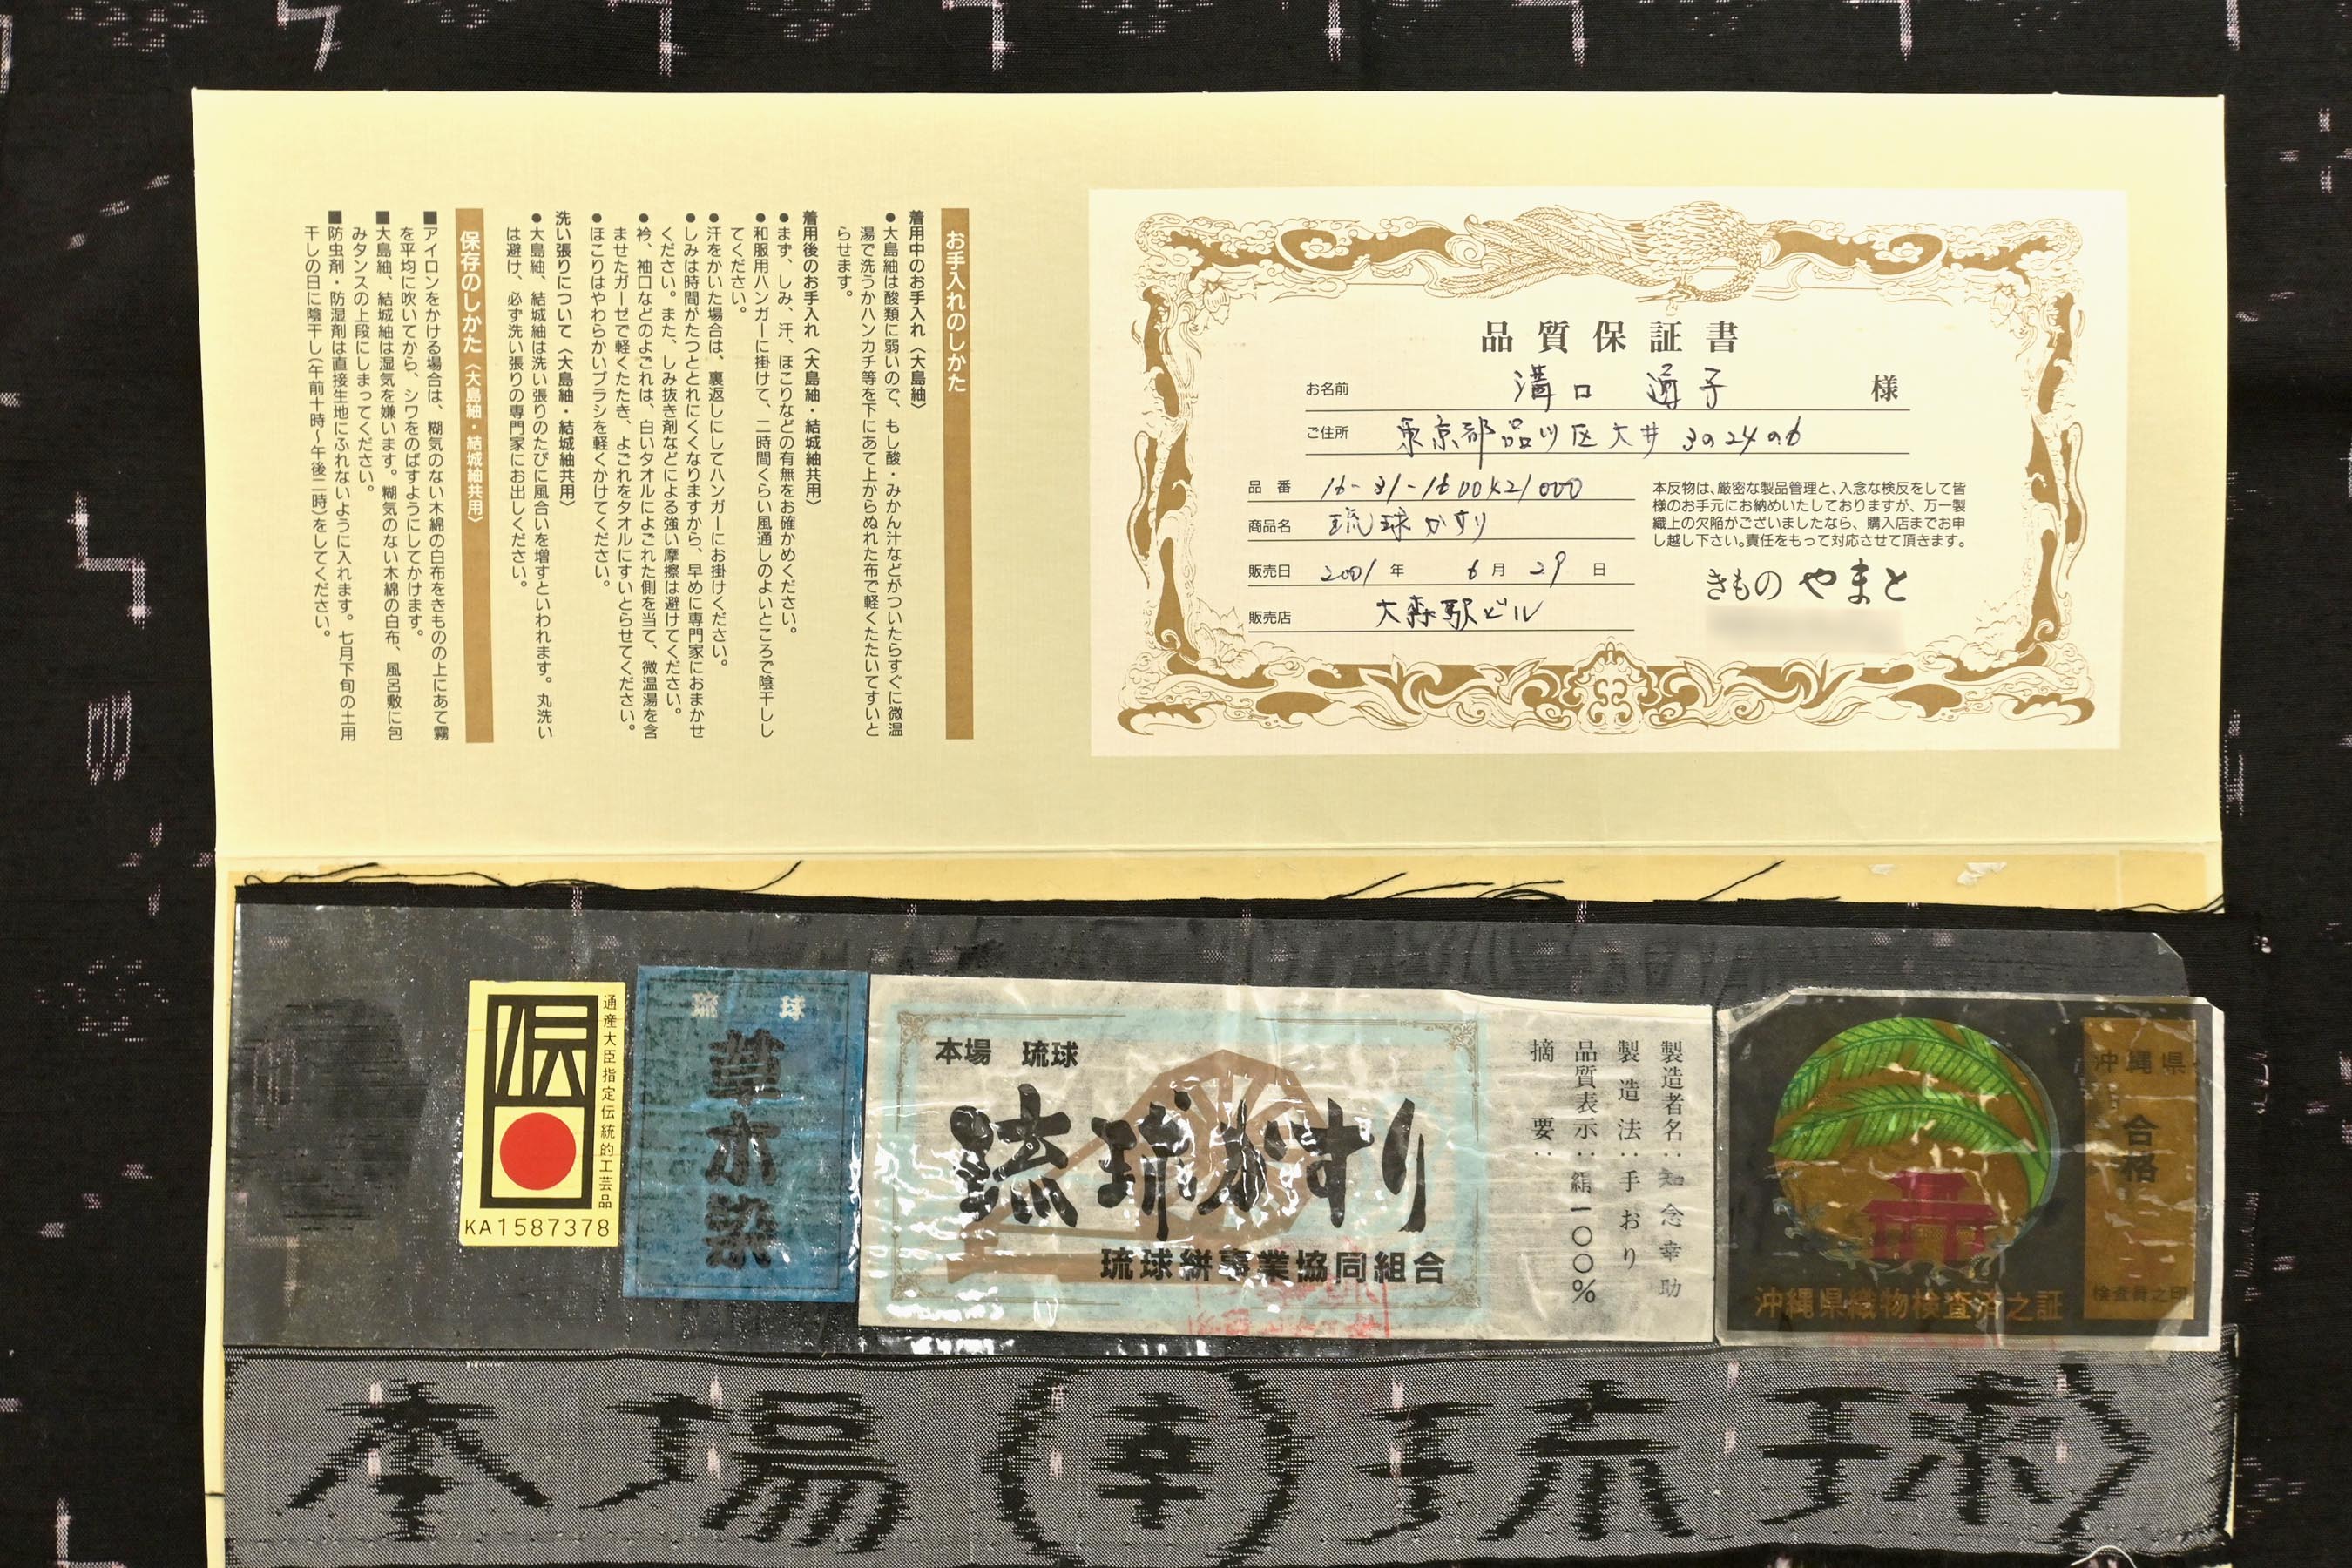 品質保証書
お名前 溝口 道子 様
ご住所 東京都品川区大井3の24の6
品番 16-31-1600K21000
商品名 琉球かすり
販売日 2001年 6月 29日
販売店 大森駅ビル
本反物は、厳密な製品管理と、入念な検反をして皆
様のお手元にお納めいたしておりますが、万一製
織上の欠陥がございましたなら、購入店までお申
し越し下さい。責任をもって対応させて頂きます。
きもの やまと
お手入れのしかた
着用中のお手入れ〈大島紬〉
●大島紬は酸類に弱いので、もし酸・みかん汁などがついたらすぐに微温
湯で洗うかハンカチ等を下にあて上からぬれた布で軽くたたいてすいと
らせます。
着用後のお手入れ〈大島紬・結城紬共用〉
●まず、しみ、汗、ほこりなどの有無をお確かめください。
●和服用ハンガーに掛けて、二時間くらい風通しのよいところで陰干しし
てください。
●汗をかいた場合は、裏返しにしてハンガーにお掛けください。
●しみは時間がたつととれにくくなりますから、早めに専門家におまかせ
ください。また、しみ抜き剤などによる強い摩擦は避けてください。
●衿、袖口などのよごれは、白いタオルによごれた側を当て、微温湯を含
ませたガーゼで軽くたたき、よごれをタオルにすいとらせてください。
●ほこりはやわらかいブラシを軽くかけてください。
洗い張りについて〈大島紬・結城紬共用〉
●大島紬、結城紬は洗い張りのたびに風合いを増すといわれます。丸洗い
は避け、必ず洗い張りの専門家にお出しください。
保存のしかた〈大島紬・結城紬共用〉
■アイロンをかける場合は、糊気のない木綿の白布をきものの上にあて霧
を平均に吹いてから、シワをのばすようにしてかけます。
■大島紬、結城紬は湿気を嫌います。糊気のない木綿の白布、風呂敷に包
みタンスの上段にしまってください。
■防虫剤・防湿剤は直接生地にふれないように入れます。七月下旬の土用
干しの日に陰干し(午前十時〜午後二時)をしてください。
伝
通産大臣指定伝統的工芸品
KA1587378
琉球
草木染
本場 琉球
琉球かすり
琉球絣事業協同組合
製造者名:知念幸助
製造法:手おり
品質表示:絹一〇〇%
摘要:
沖縄県
合格
検査員之印
沖縄県織物検査済之証
本場(幸)琉球